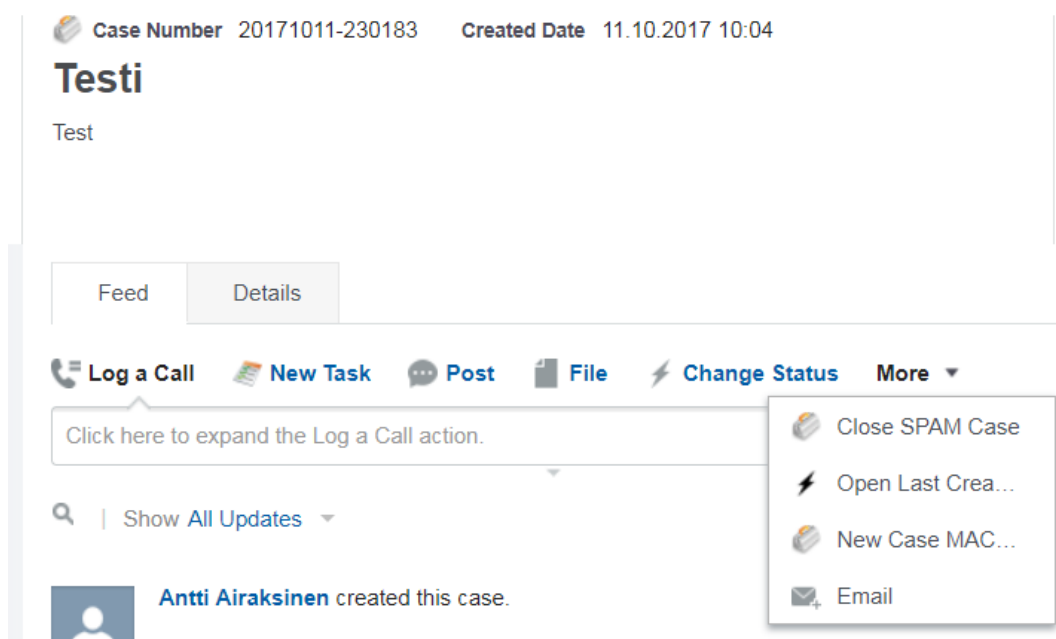 Case Number 20171011-230183 Created Date 11.10.2017 10:04
Testi
Test
Feed Details
Log a Call New Task Post File Change Status More
Click here to expand the Log a Call action.
Close SPAM Case
Open Last Crea...
New Case MAC...
Email
Show All Updates
Antti Airaksinen created this case.